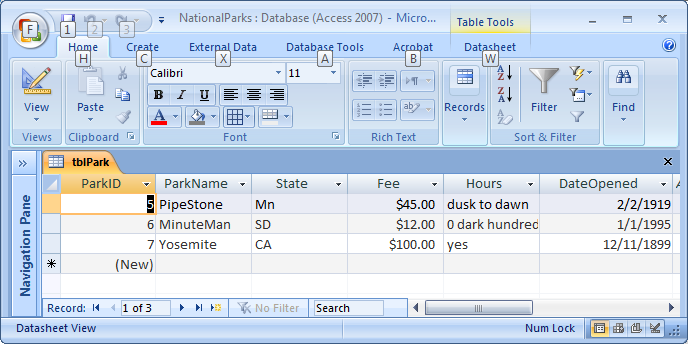 NationalParks : Database (Access 2007) - Micro... Table Tools
F 1 2 3
Home Create External Data Database Tools Acrobat Datasheet
H C X A B W
View Paste Calibri 11 Records Filter Find
B I U
A
Views Clipboard Font Rich Text Sort & Filter
» tblPark
ParkID ParkName State Fee Hours DateOpened
5 PipeStone Mn $45.00 dusk to dawn 2/2/1919
6 MinuteMan SD $12.00 0 dark hundred 1/1/1995
7 Yosemite CA $100.00 yes 12/11/1899
* (New)
Navigation Pane
Record: 1 of 3 No Filter Search
Datasheet View Num Lock